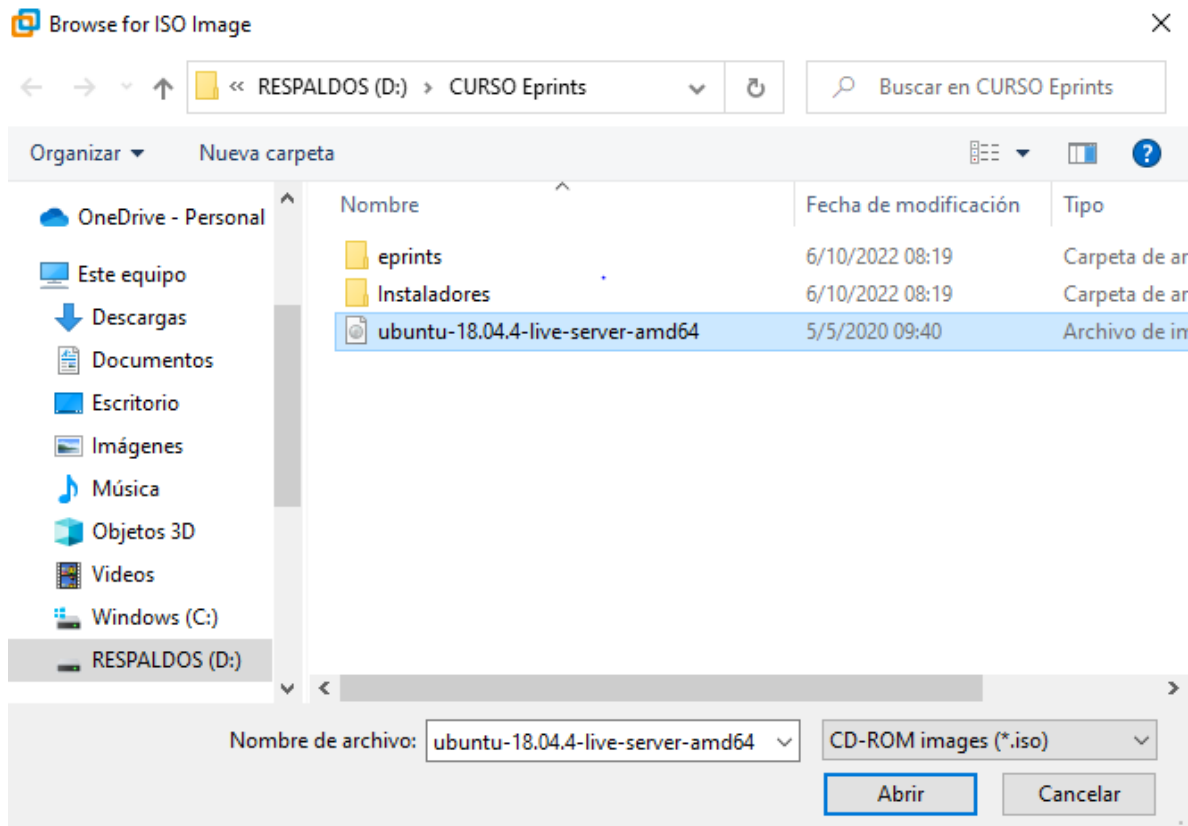 Browse for ISO Image
« RESPALDOS (D:) › CURSO Eprints
Buscar en CURSO Eprints
Organizar
Nueva carpeta
?
OneDrive - Personal
Este equipo
Descargas
Documentos
Escritorio
Imágenes
Música
Objetos 3D
Videos
Windows (C:)
RESPALDOS (D:)
Nombre Fecha de modificación Tipo
eprints 6/10/2022 08:19 Carpeta de ar
Instaladores 6/10/2022 08:19 Carpeta de ar
ubuntu-18.04.4-live-server-amd64 5/5/2020 09:40 Archivo de im
Nombre de archivo: ubuntu-18.04.4-live-server-amd64 CD-ROM images (*.iso)
Abrir Cancelar